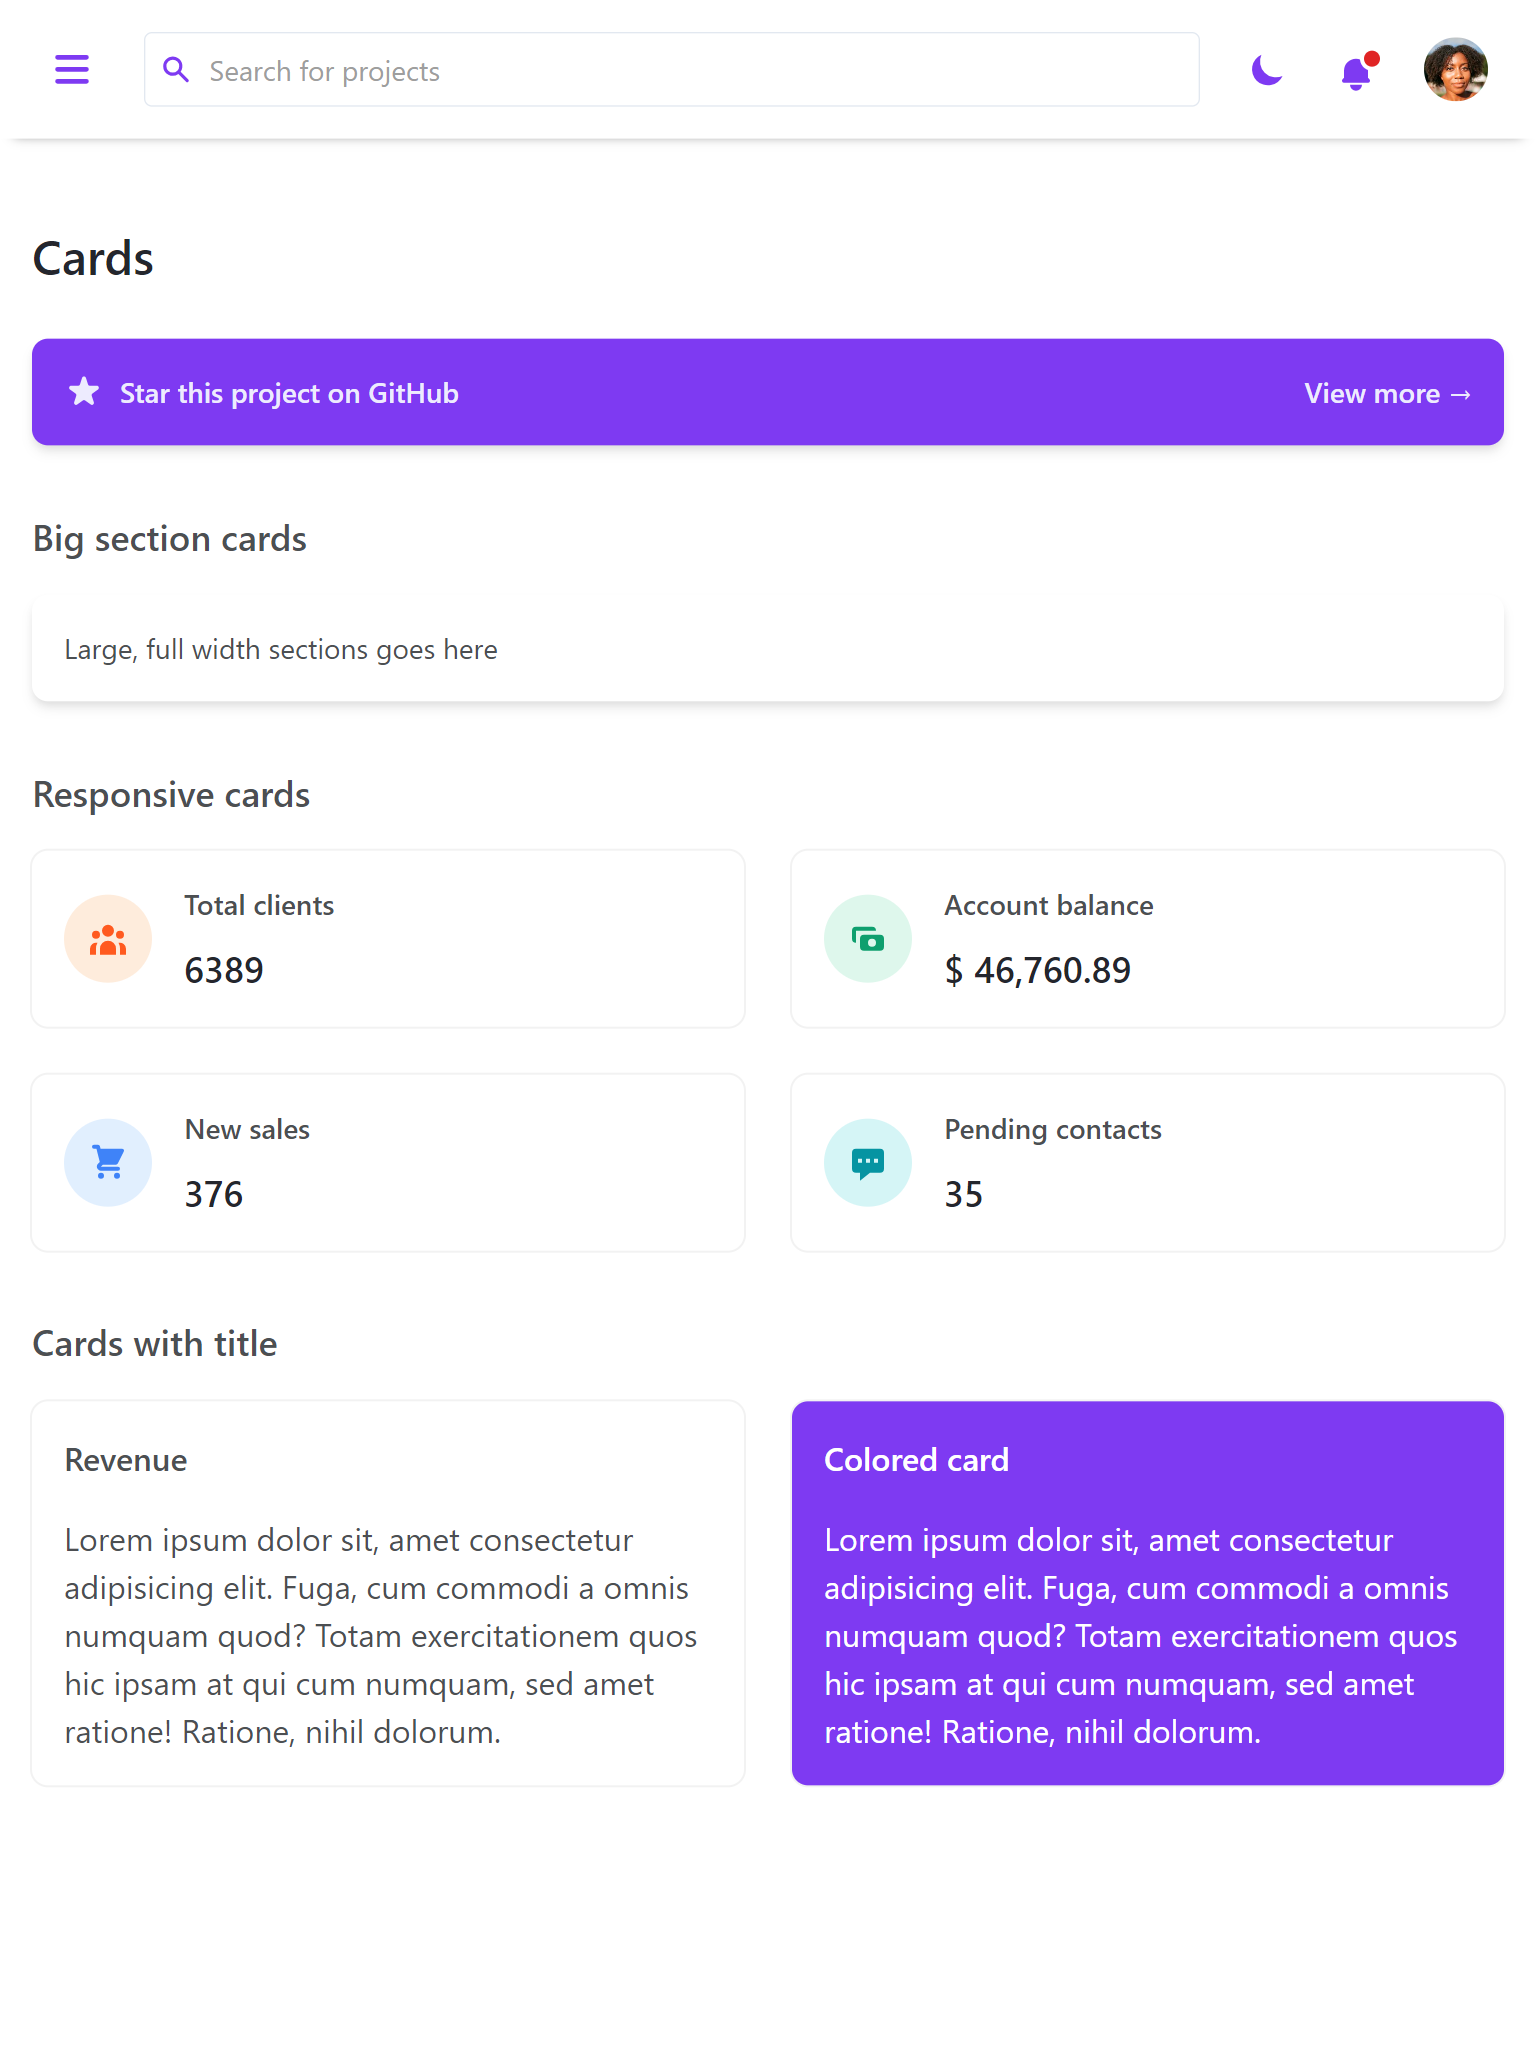 Search for projects
Cards
Star this project on GitHub
View more →
Big section cards
Large, full width sections goes here
Responsive cards
Total clients
6389
Account balance
$ 46,760.89
New sales
376
Pending contacts
35
Cards with title
Revenue
Lorem ipsum dolor sit, amet consectetur
adipisicing elit. Fuga, cum commodi a omnis
numquam quod? Totam exercitationem quos
hic ipsam at qui cum numquam, sed amet
ratione! Ratione, nihil dolorum.
Colored card
Lorem ipsum dolor sit, amet consectetur
adipisicing elit. Fuga, cum commodi a omnis
numquam quod? Totam exercitationem quos
hic ipsam at qui cum numquam, sed amet
ratione! Ratione, nihil dolorum.